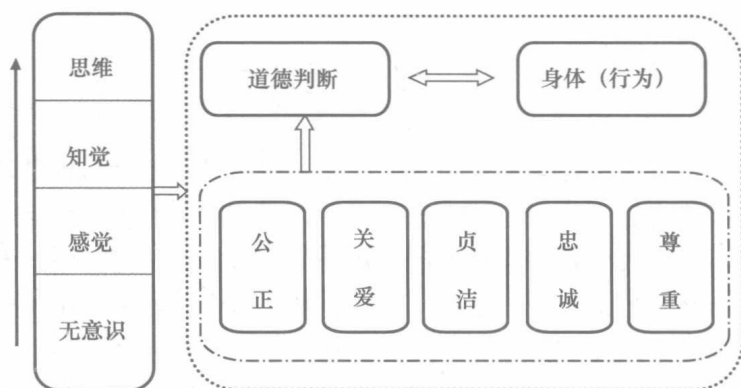 思维
知觉
感觉
无意识
道德判断
身体（行为）
公正
关爱
贞洁
忠诚
尊重